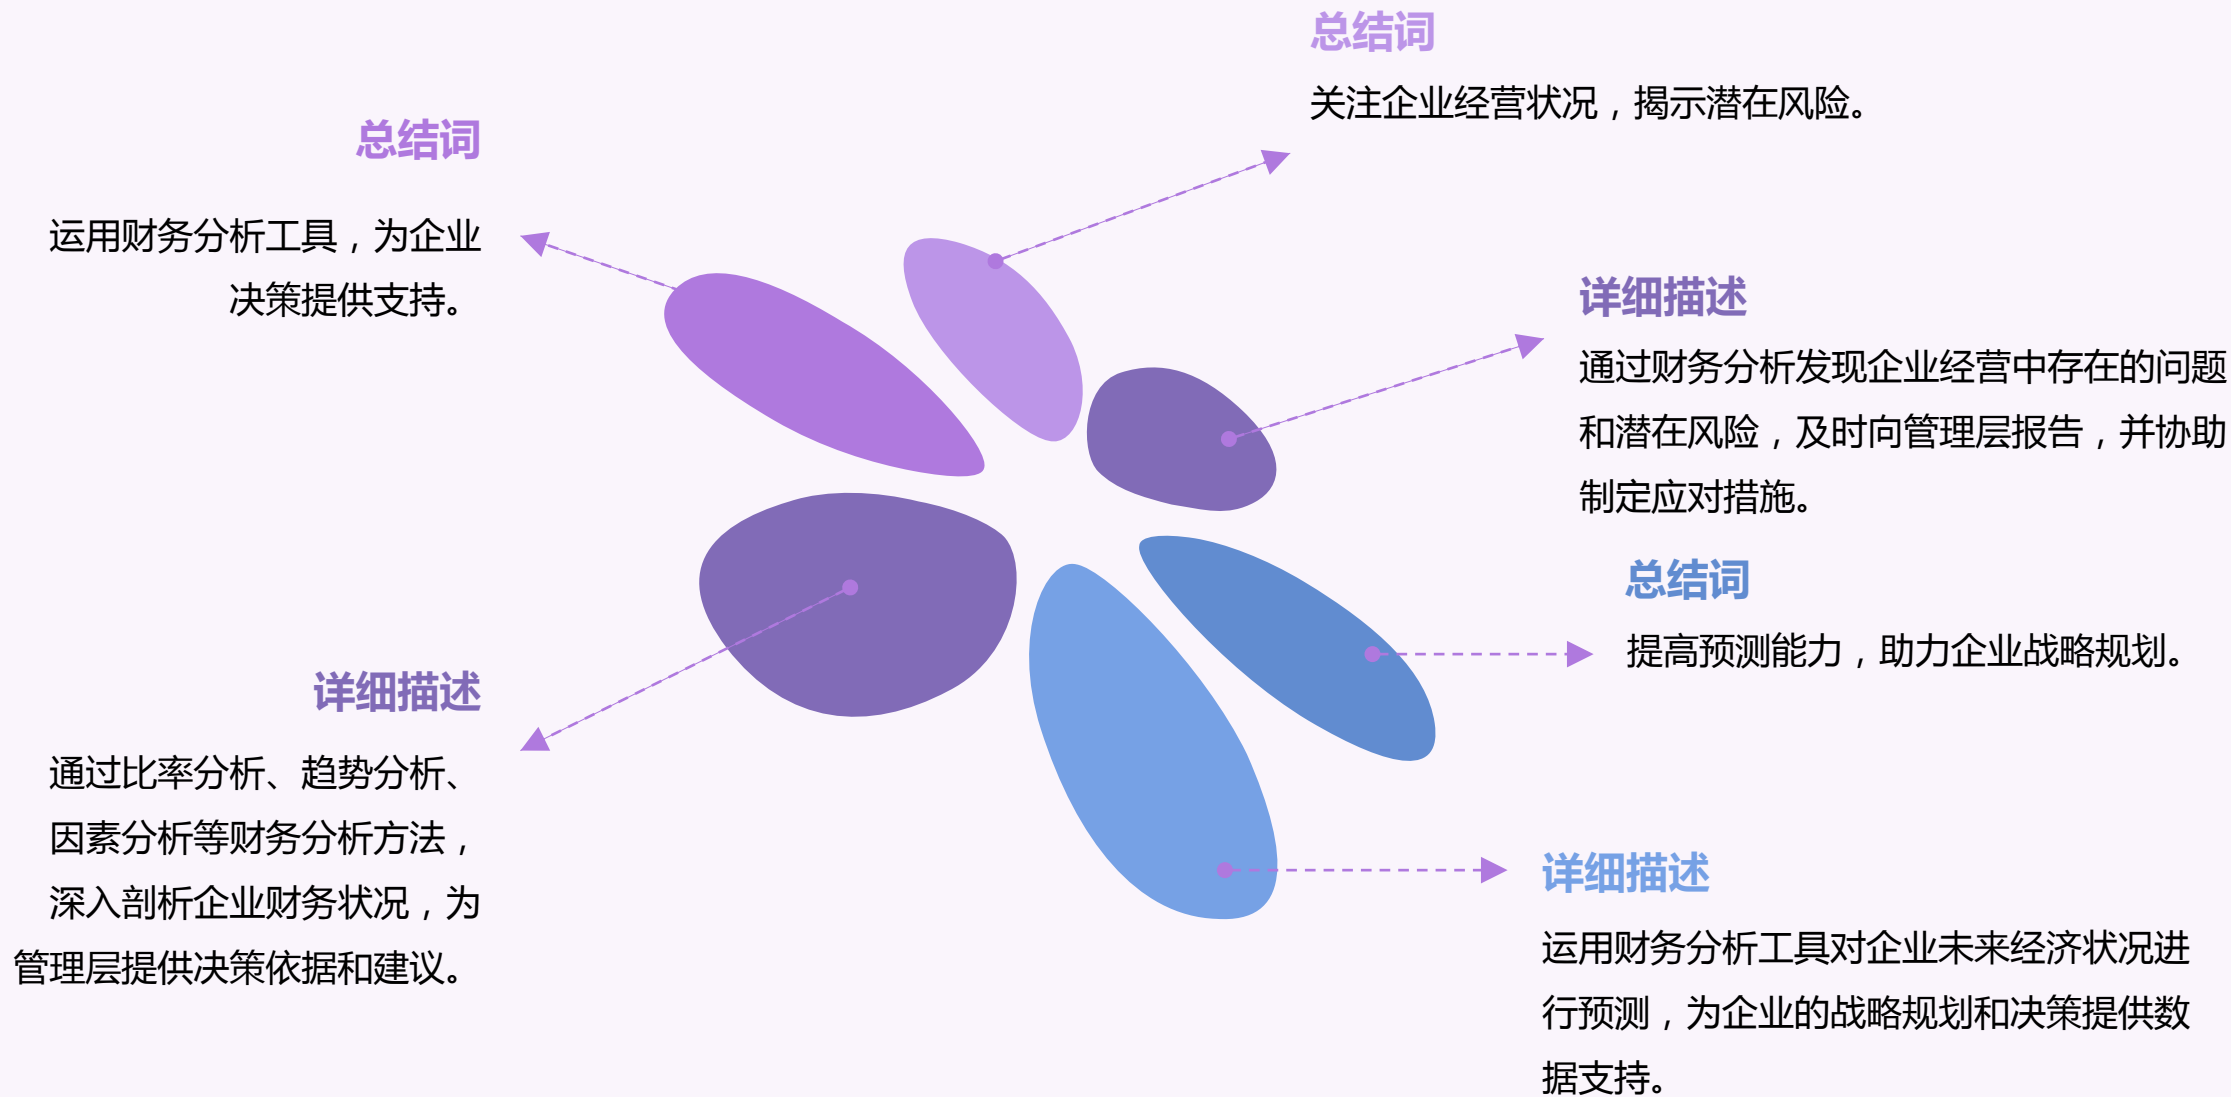 总结词
运用财务分析工具，为企业
决策提供支持。
详细描述
通过比率分析、趋势分析、
因素分析等财务分析方法，
深入剖析企业财务状况，为
管理层提供决策依据和建议。
总结词
关注企业经营状况，揭示潜在风险。
详细描述
通过财务分析发现企业经营中存在的问题
和潜在风险，及时向管理层报告，并协助
制定应对措施。
总结词
提高预测能力，助力企业战略规划。
详细描述
运用财务分析工具对企业未来经济状况进
行预测，为企业的战略规划和决策提供数
据支持。